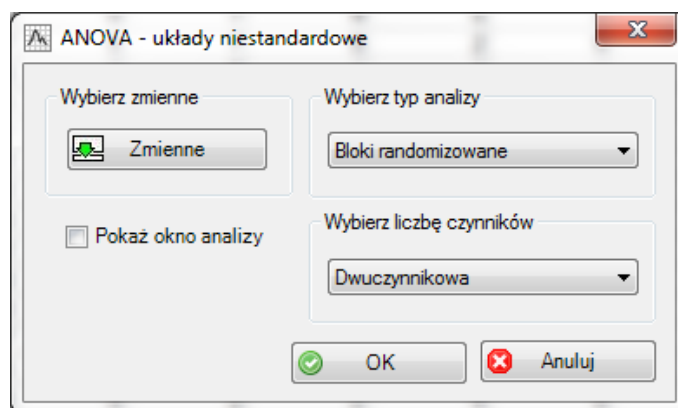 ANOVA - układy niestandardowe
Wybierz zmienne
Zmienne
Pokaż okno analizy
Wybierz typ analizy
Bloki randomizowane
Wybierz liczbę czynników
Dwuczynnikowa
OK
Anuluj